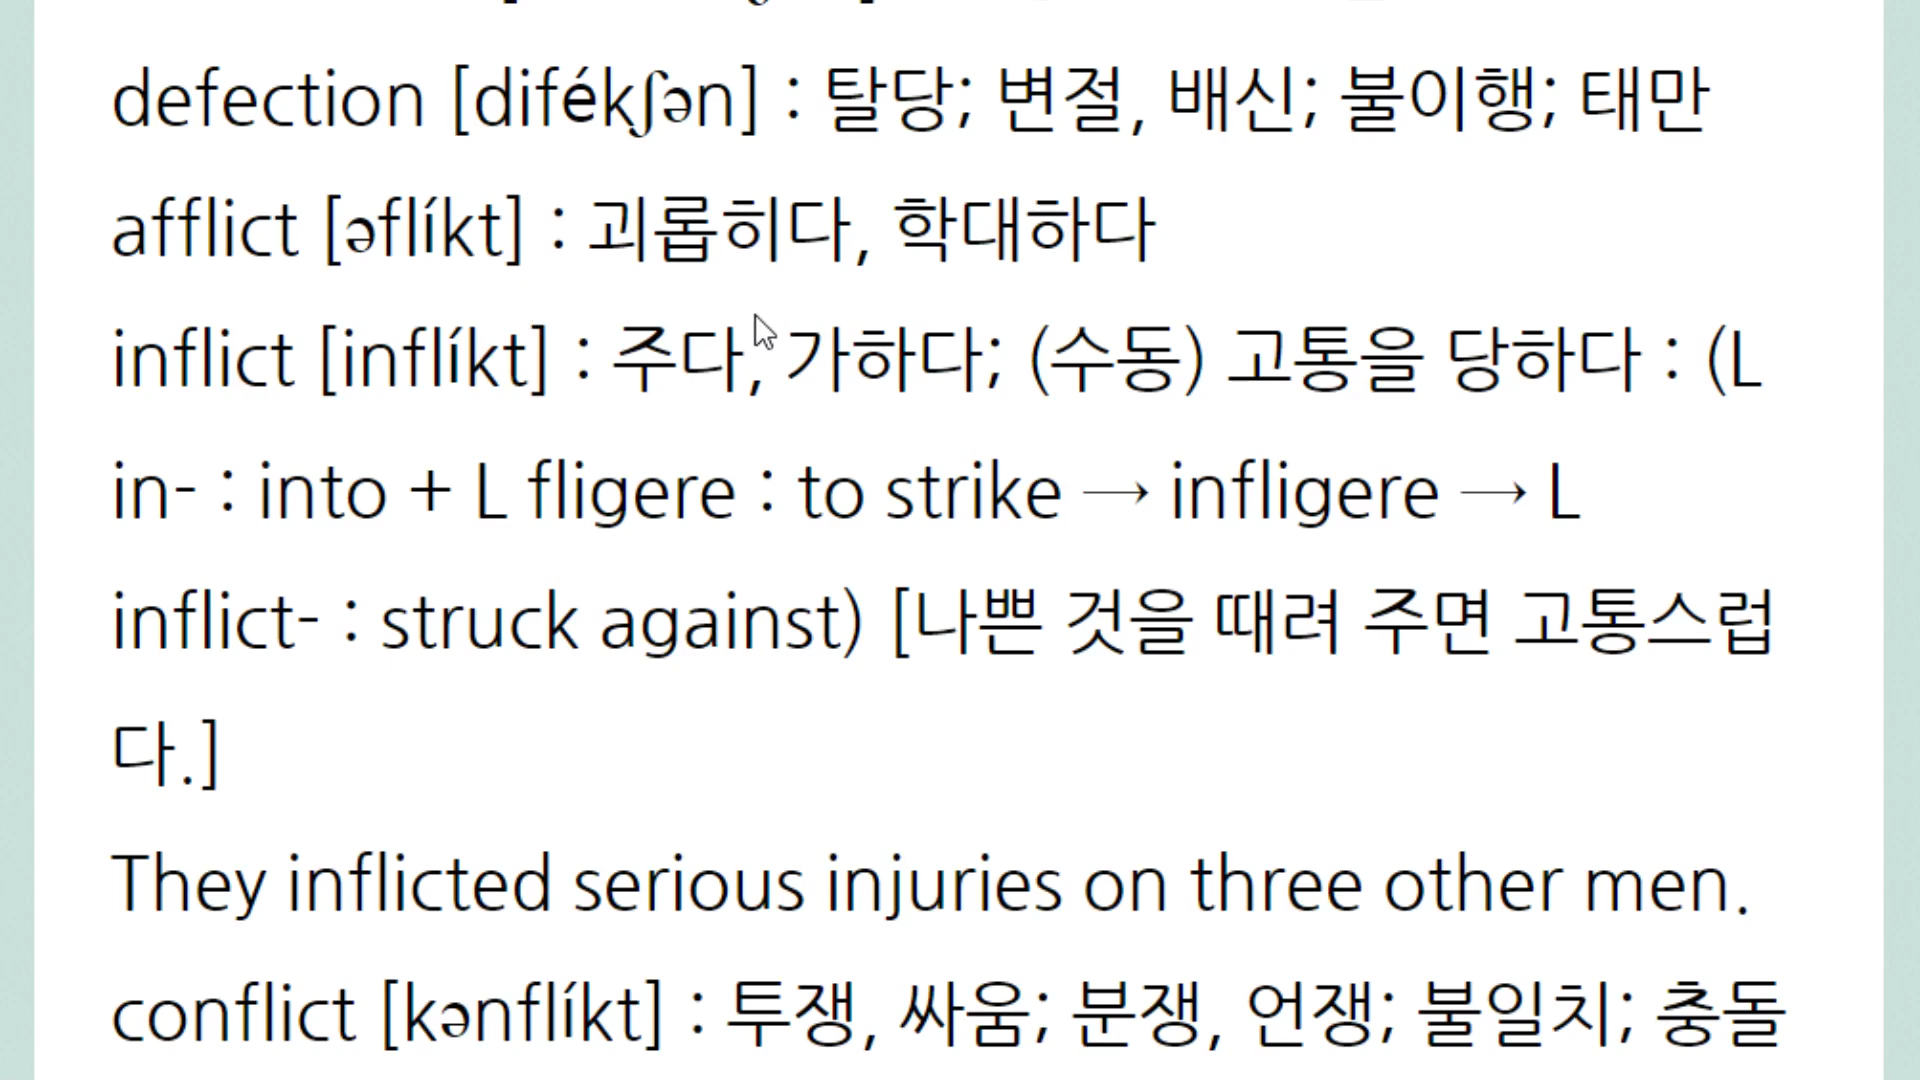 defection [difékʃən] : 탈당; 변절, 배신; 불이행; 태만
afflict [əflíkt] : 괴롭히다, 학대하다
inflict [inflíkt] : 주다, 가하다; (수동) 고통을 당하다 : (L
in- : into + L fligere : to strike → infligere → L
inflict- : struck against) [나쁜 것을 때려 주면 고통스럽
다.]
They inflicted serious injuries on three other men.
conflict [kənflíkt] : 투쟁, 싸움; 분쟁, 언쟁; 불일치; 충돌